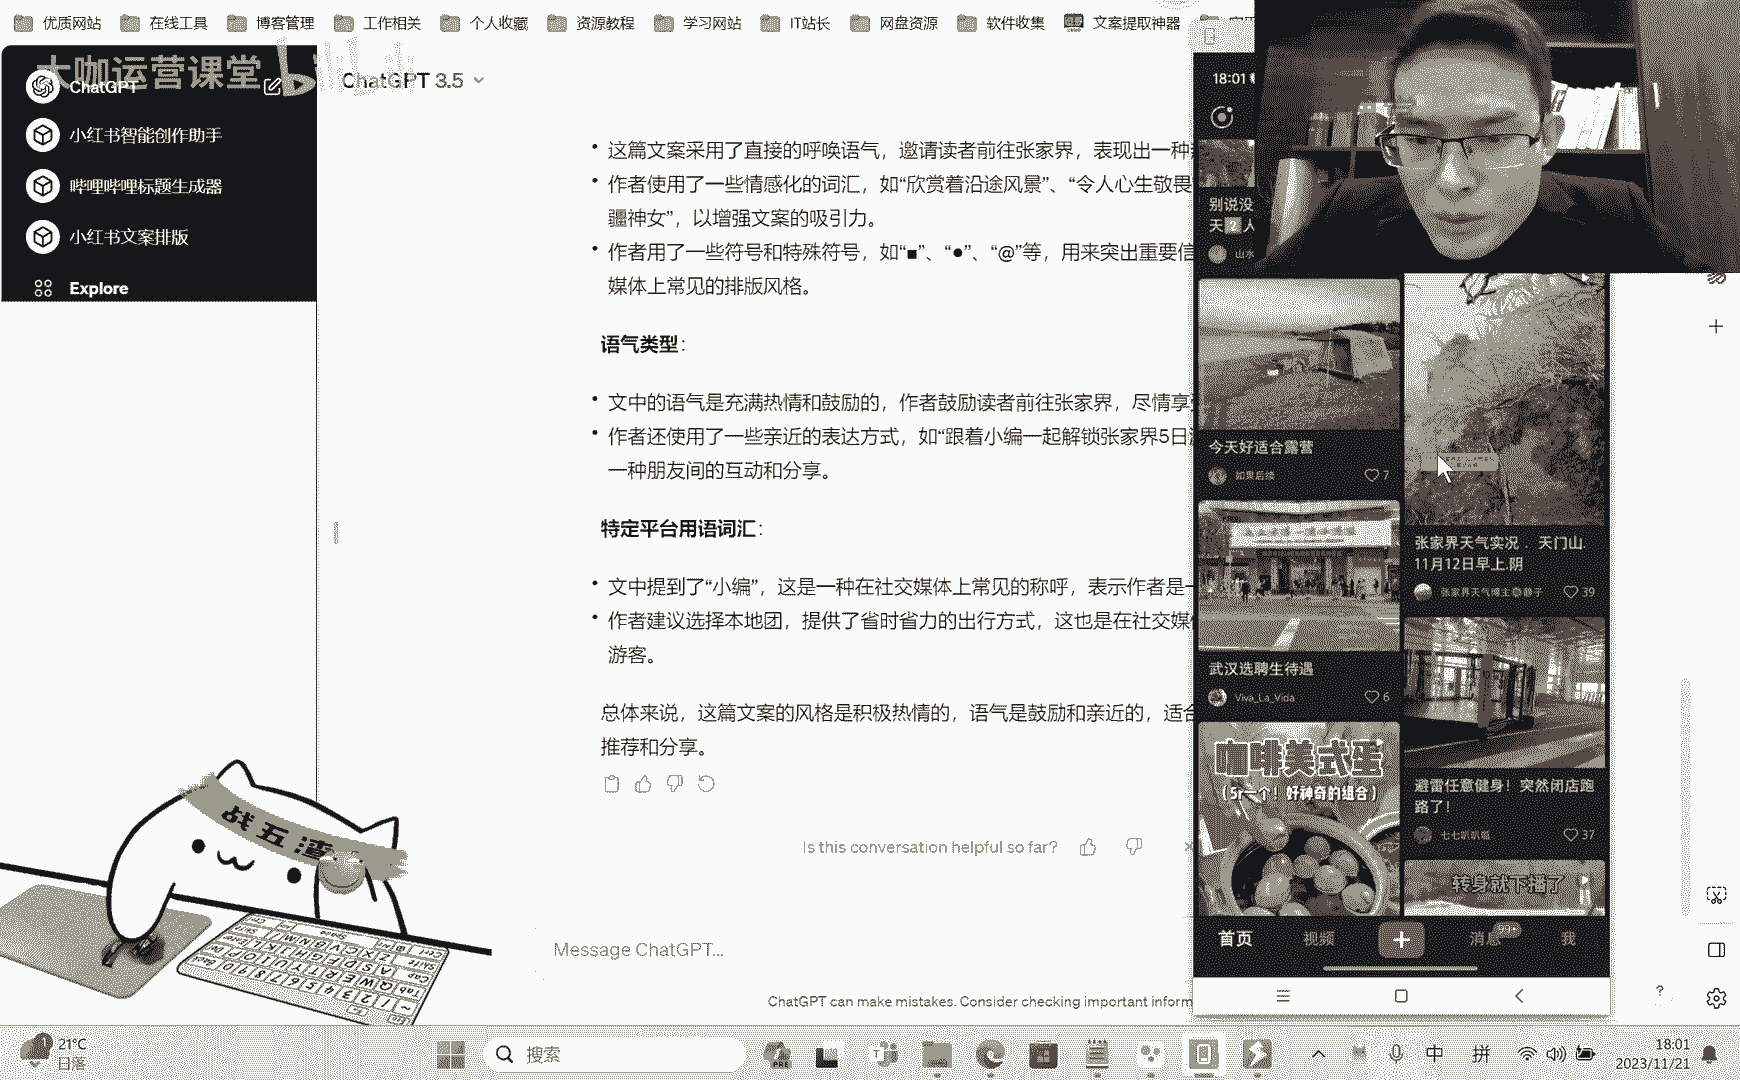 优质网站
在线工具
博客管理
工作相关
个人收藏
资源教程
学习网站
IT站长
网盘资源
软件收集
文案提取神器
大咖运营课堂
ChatGPT
小红书智能创作助手
哔哩哔哩标题生成器
小红书文案排版
Explore
ChatGPT 3.5
这篇文案采用了直接的呼唤语气，邀请读者前往张家界，表现出一种
作者使用了一些情感化的词汇，如“欣赏着沿途风景”、“令人心生敬畏
疆神女”，以增强文案的吸引力。
作者用了一些符号和特殊符号，如“■”、“●”、“@”等，用来突出重要信
媒体上常见的排版风格。
语气类型：
文中的语气是充满热情和鼓励的，作者鼓励读者前往张家界，尽情享
作者还使用了一些亲近的表达方式，如“跟着小编一起解锁张家界5日
一种朋友间的互动和分享。
特定平台用语词汇：
文中提到了“小编”，这是一种在社交媒体上常见的称呼，表示作者是一
作者建议选择本地团，提供了省时省力的出行方式，这也是在社交媒
游客。
总体来说，这篇文案的风格是积极热情的，语气是鼓励和亲近的，适合
推荐和分享。
Is this conversation helpful so far?
Message ChatGPT...
ChatGPT can make mistakes. Consider checking important inform
18:01
别说没
天2人
山水
今天好适合露营
如果后续
7
武汉选聘生待遇
Viva_La_Vida
6
咖啡美式蛋
（5r一个！好神奇的组合）
张家界天气实况．天门山.
11月12日早上.阴
张家界天气博主
静子
39
避雷任意健身！突然闭店跑
路了！
七七叭叭喵
37
转身就下播了
首页
视频
消息
99+
我
战五渣
21°C
日落
搜索
中
拼
18:01
2023/11/21